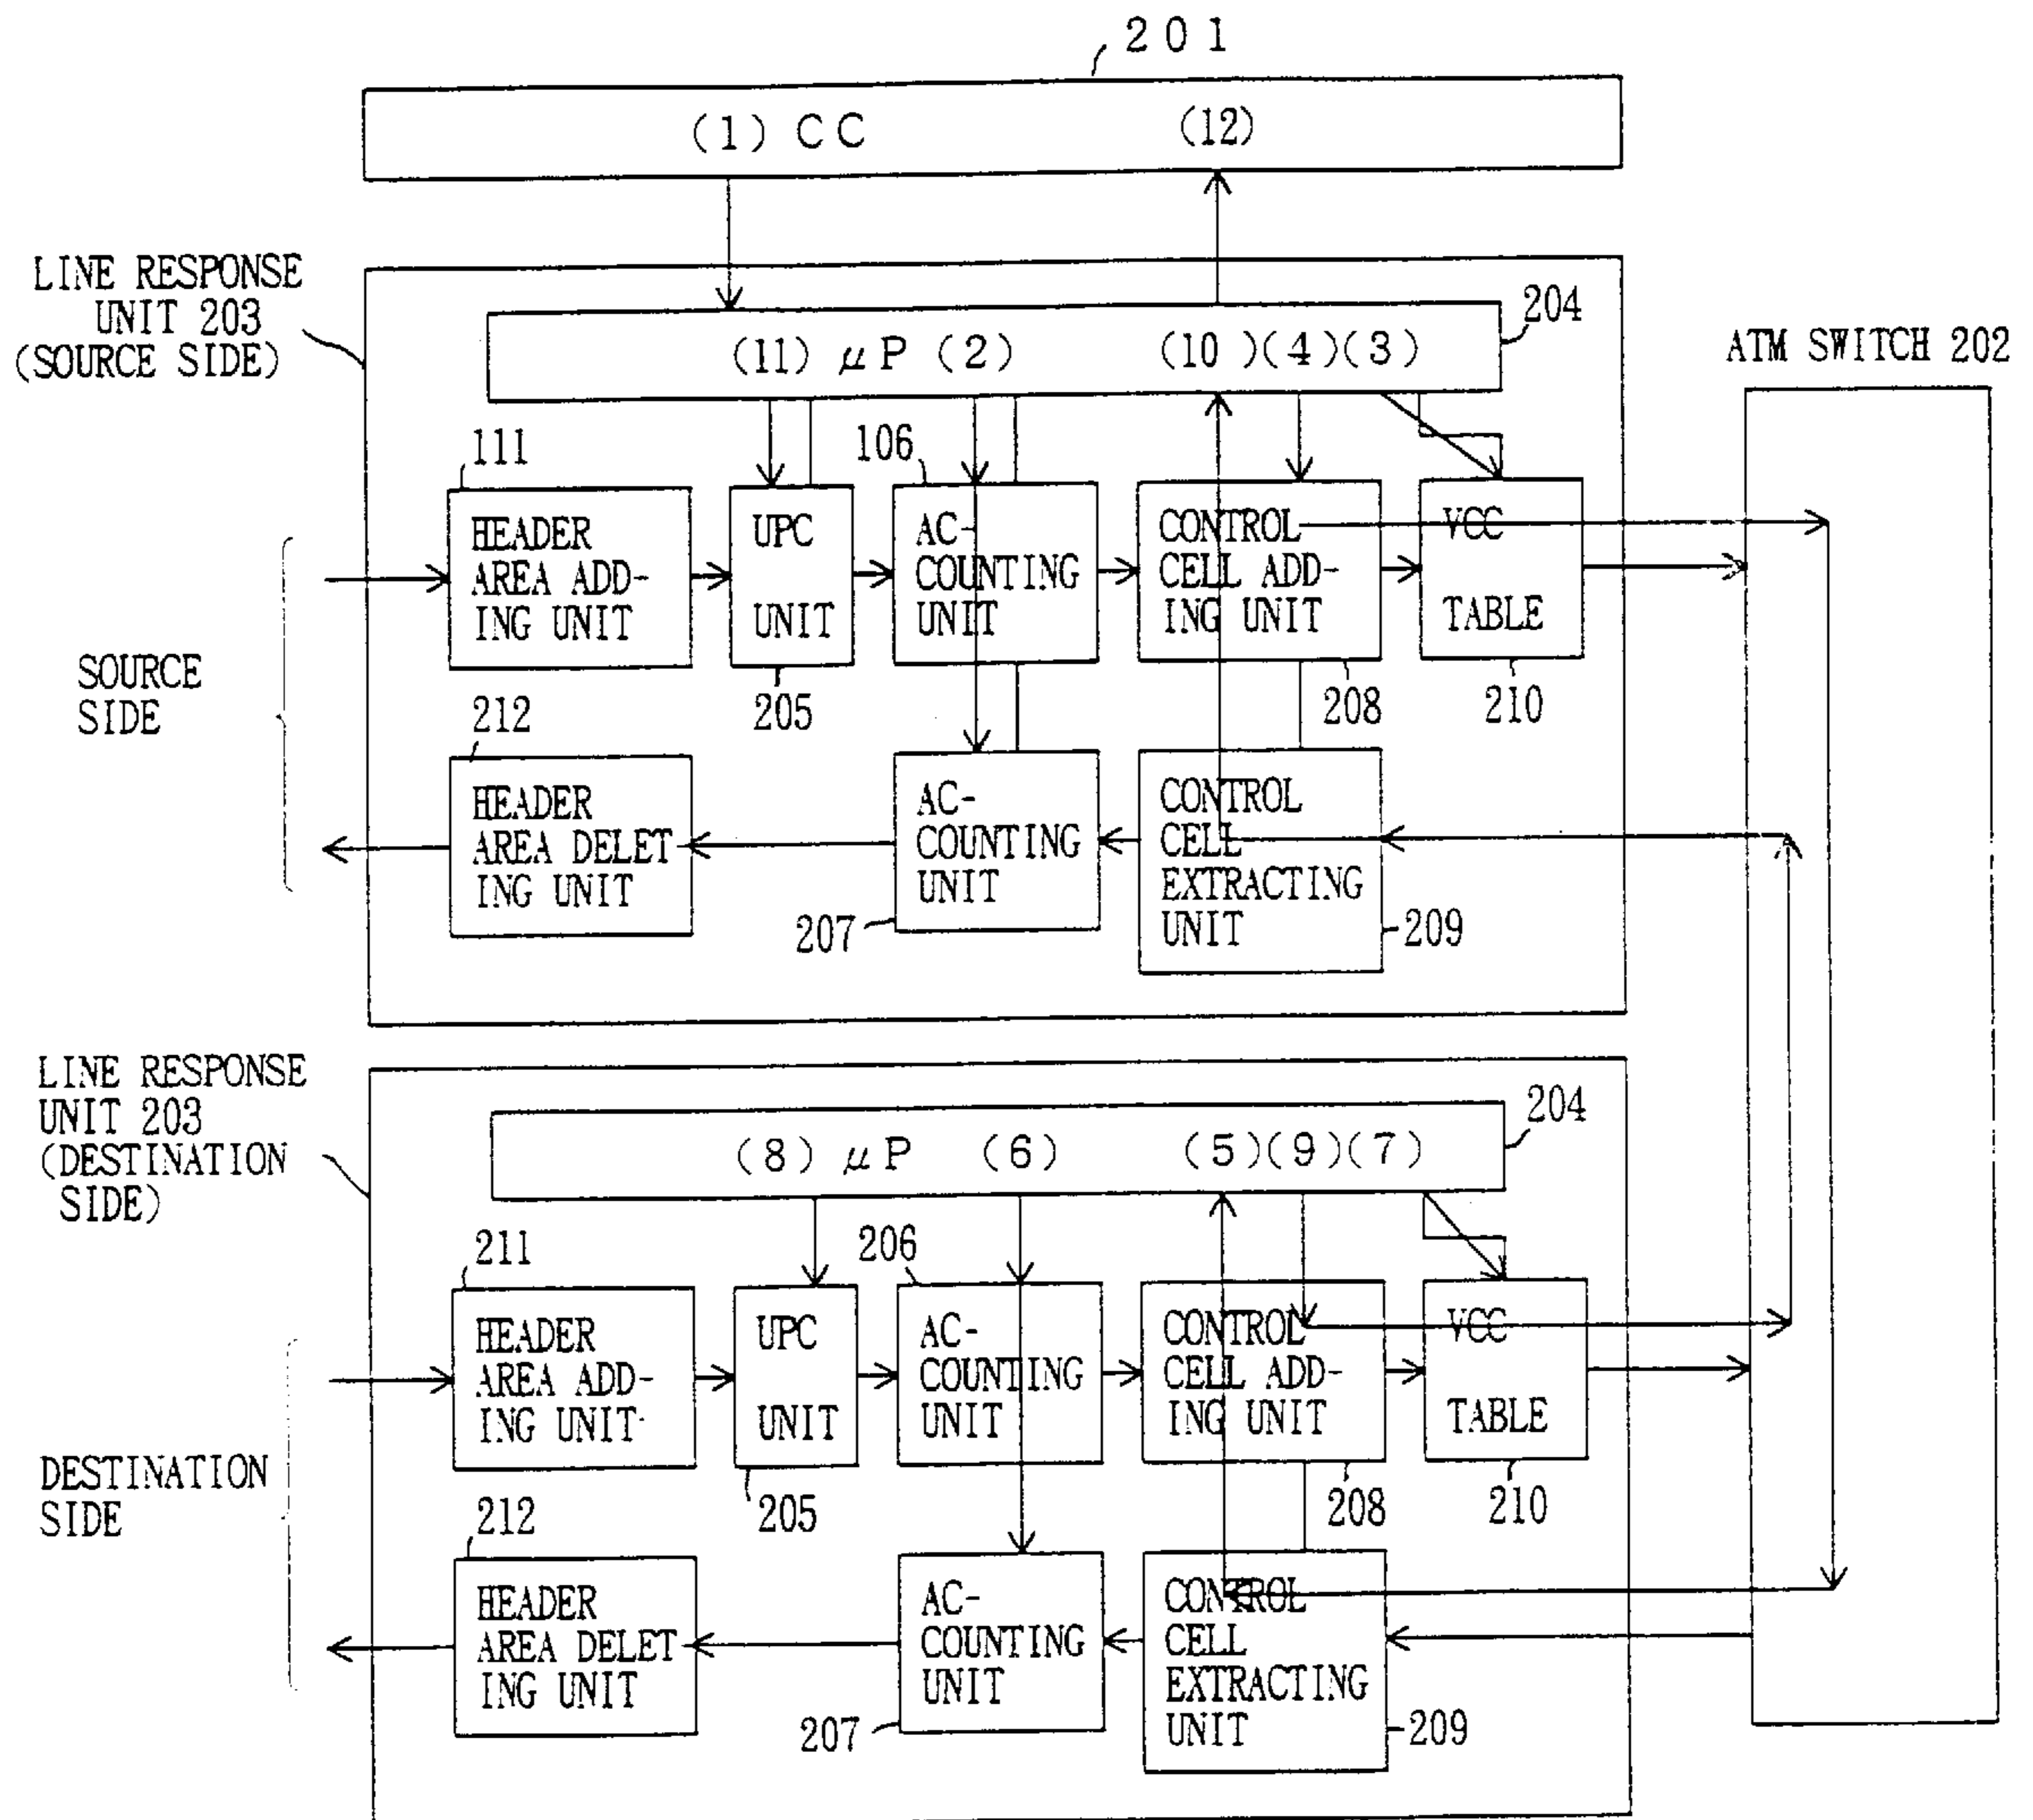 201
(1) CC (12)
LINE RESPONSE
UNIT 203
(SOURCE SIDE)
204
(11) μP (2) (10)(4)(3)
ATM SWITCH 202
111
106
HEADER
AREA ADD-
ING UNIT
UPC
UNIT
AC-
COUNTING
UNIT
CONTROL
CELL ADD-
ING UNIT
VCC
TABLE
SOURCE
SIDE
205
208
210
212
HEADER
AREA DELET
ING UNIT
AC-
COUNTING
UNIT
CONTROL
CELL
EXTRACTING
UNIT
207
209
LINE RESPONSE
UNIT 203
(DESTINATION
SIDE)
204
(8) μP (6) (5)(9)(7)
211
206
HEADER
AREA ADD-
ING UNIT
UPC
UNIT
AC-
COUNTING
UNIT
CONTROL
CELL ADD-
ING UNIT
VCC
TABLE
DESTINATION
SIDE
205
208
210
212
HEADER
AREA DELET
ING UNIT
AC-
COUNTING
UNIT
CONTROL
CELL
EXTRACTING
UNIT
207
209